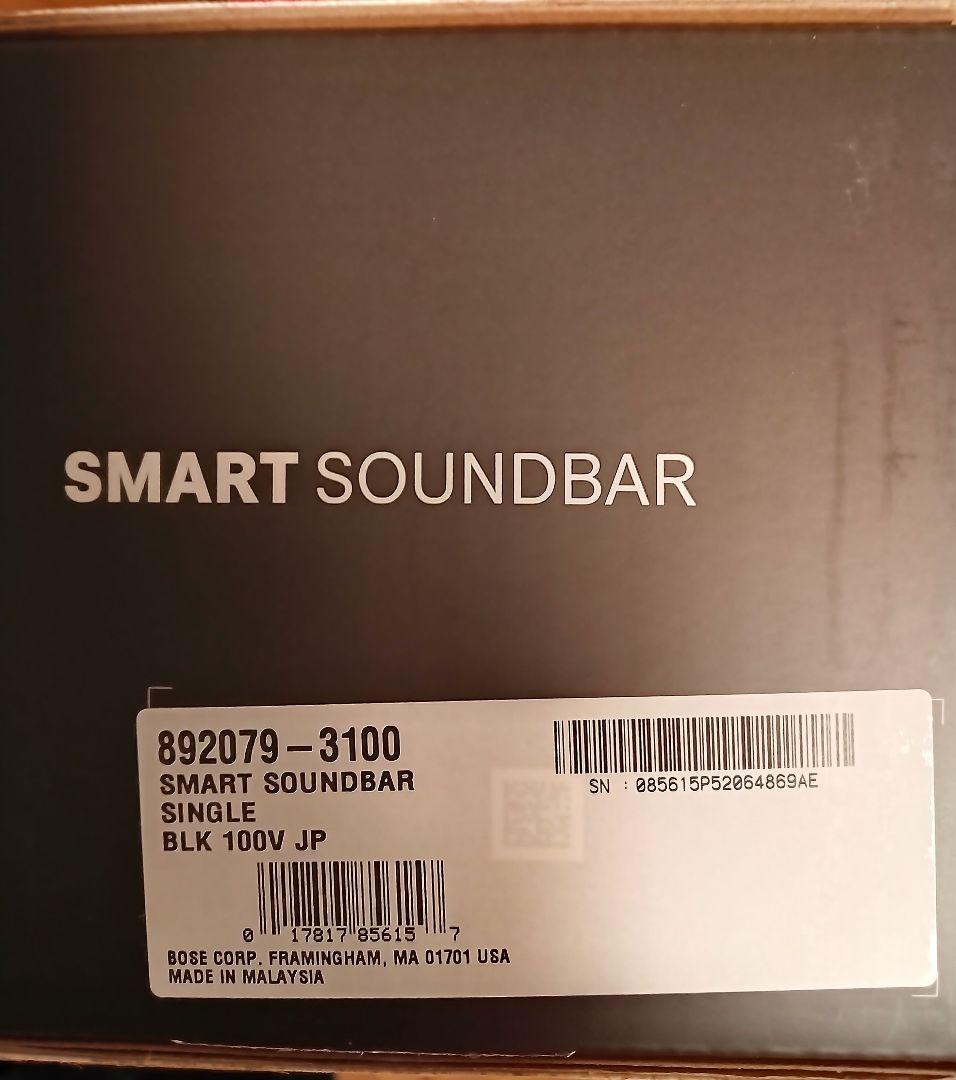 SMART SOUNDBAR
892079-3100
SMART SOUNDBAR
SINGLE
BLK 100V JP
SN : 085615P52064869AE
0 17817 85615 7
BOSE CORP. FRAMINGHAM, MA 01701 USA
MADE IN MALAYSIA